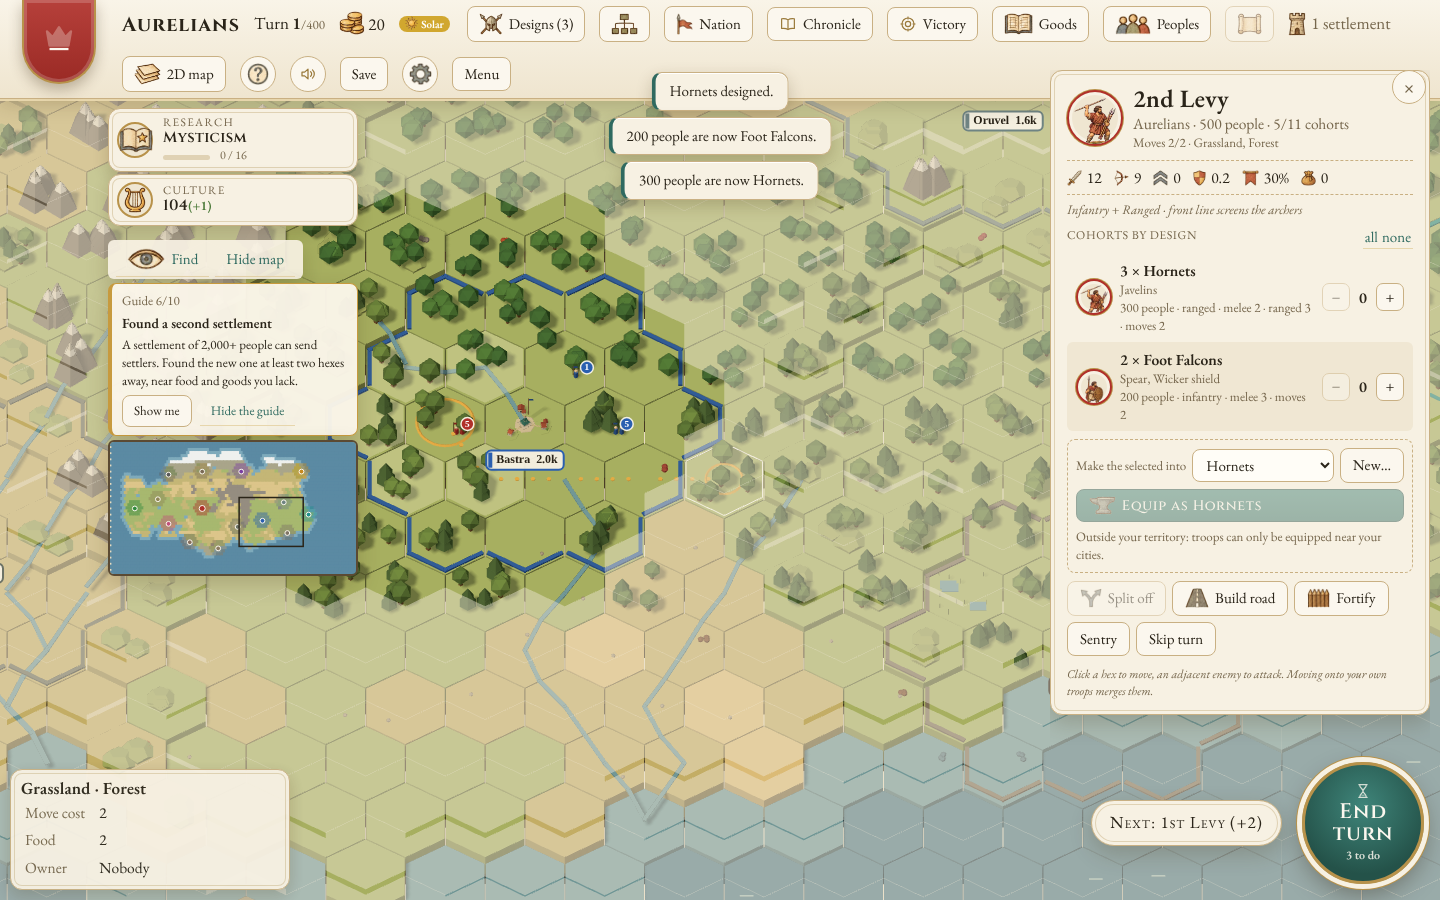 Aurelians
Turn 1/400
20
Solar
Designs (3)
Nation
Chronicle
Victory
Goods
Peoples
1 settlement
2D map
?
Save
Menu
Hornets designed.
200 people are now Foot Falcons.
300 people are now Hornets.
Research
Mysticism
0 / 16
Culture
104(+1)
Find
Hide map
Guide 6/10
Found a second settlement
A settlement of 2,000+ people can send
settlers. Found the new one at least two hexes
away, near food and goods you lack.
Show me
Hide the guide
Oruvel 1.6k
1
5
5
Bastra 2.0k
×
2nd Levy
Aurelians · 500 people · 5/11 cohorts
Moves 2/2 · Grassland, Forest
12 9 0 0.2 30% 0
Infantry + Ranged · front line screens the archers
COHORTS BY DESIGN
all none
3 × Hornets
Javelins
300 people · ranged · melee 2 · ranged 3
· moves 2
− 0 +
2 × Foot Falcons
Spear, Wicker shield
200 people · infantry · melee 3 · moves
2
− 0 +
Make the selected into
Hornets
New...
Equip as Hornets
Outside your territory: troops can only be equipped near your
cities.
Split off
Build road
Fortify
Sentry
Skip turn
Click a hex to move, an adjacent enemy to attack. Moving onto your own
troops merges them.
Grassland · Forest
Move cost 2
Food 2
Owner Nobody
Next: 1st Levy (+2)
End
turn
3 to do